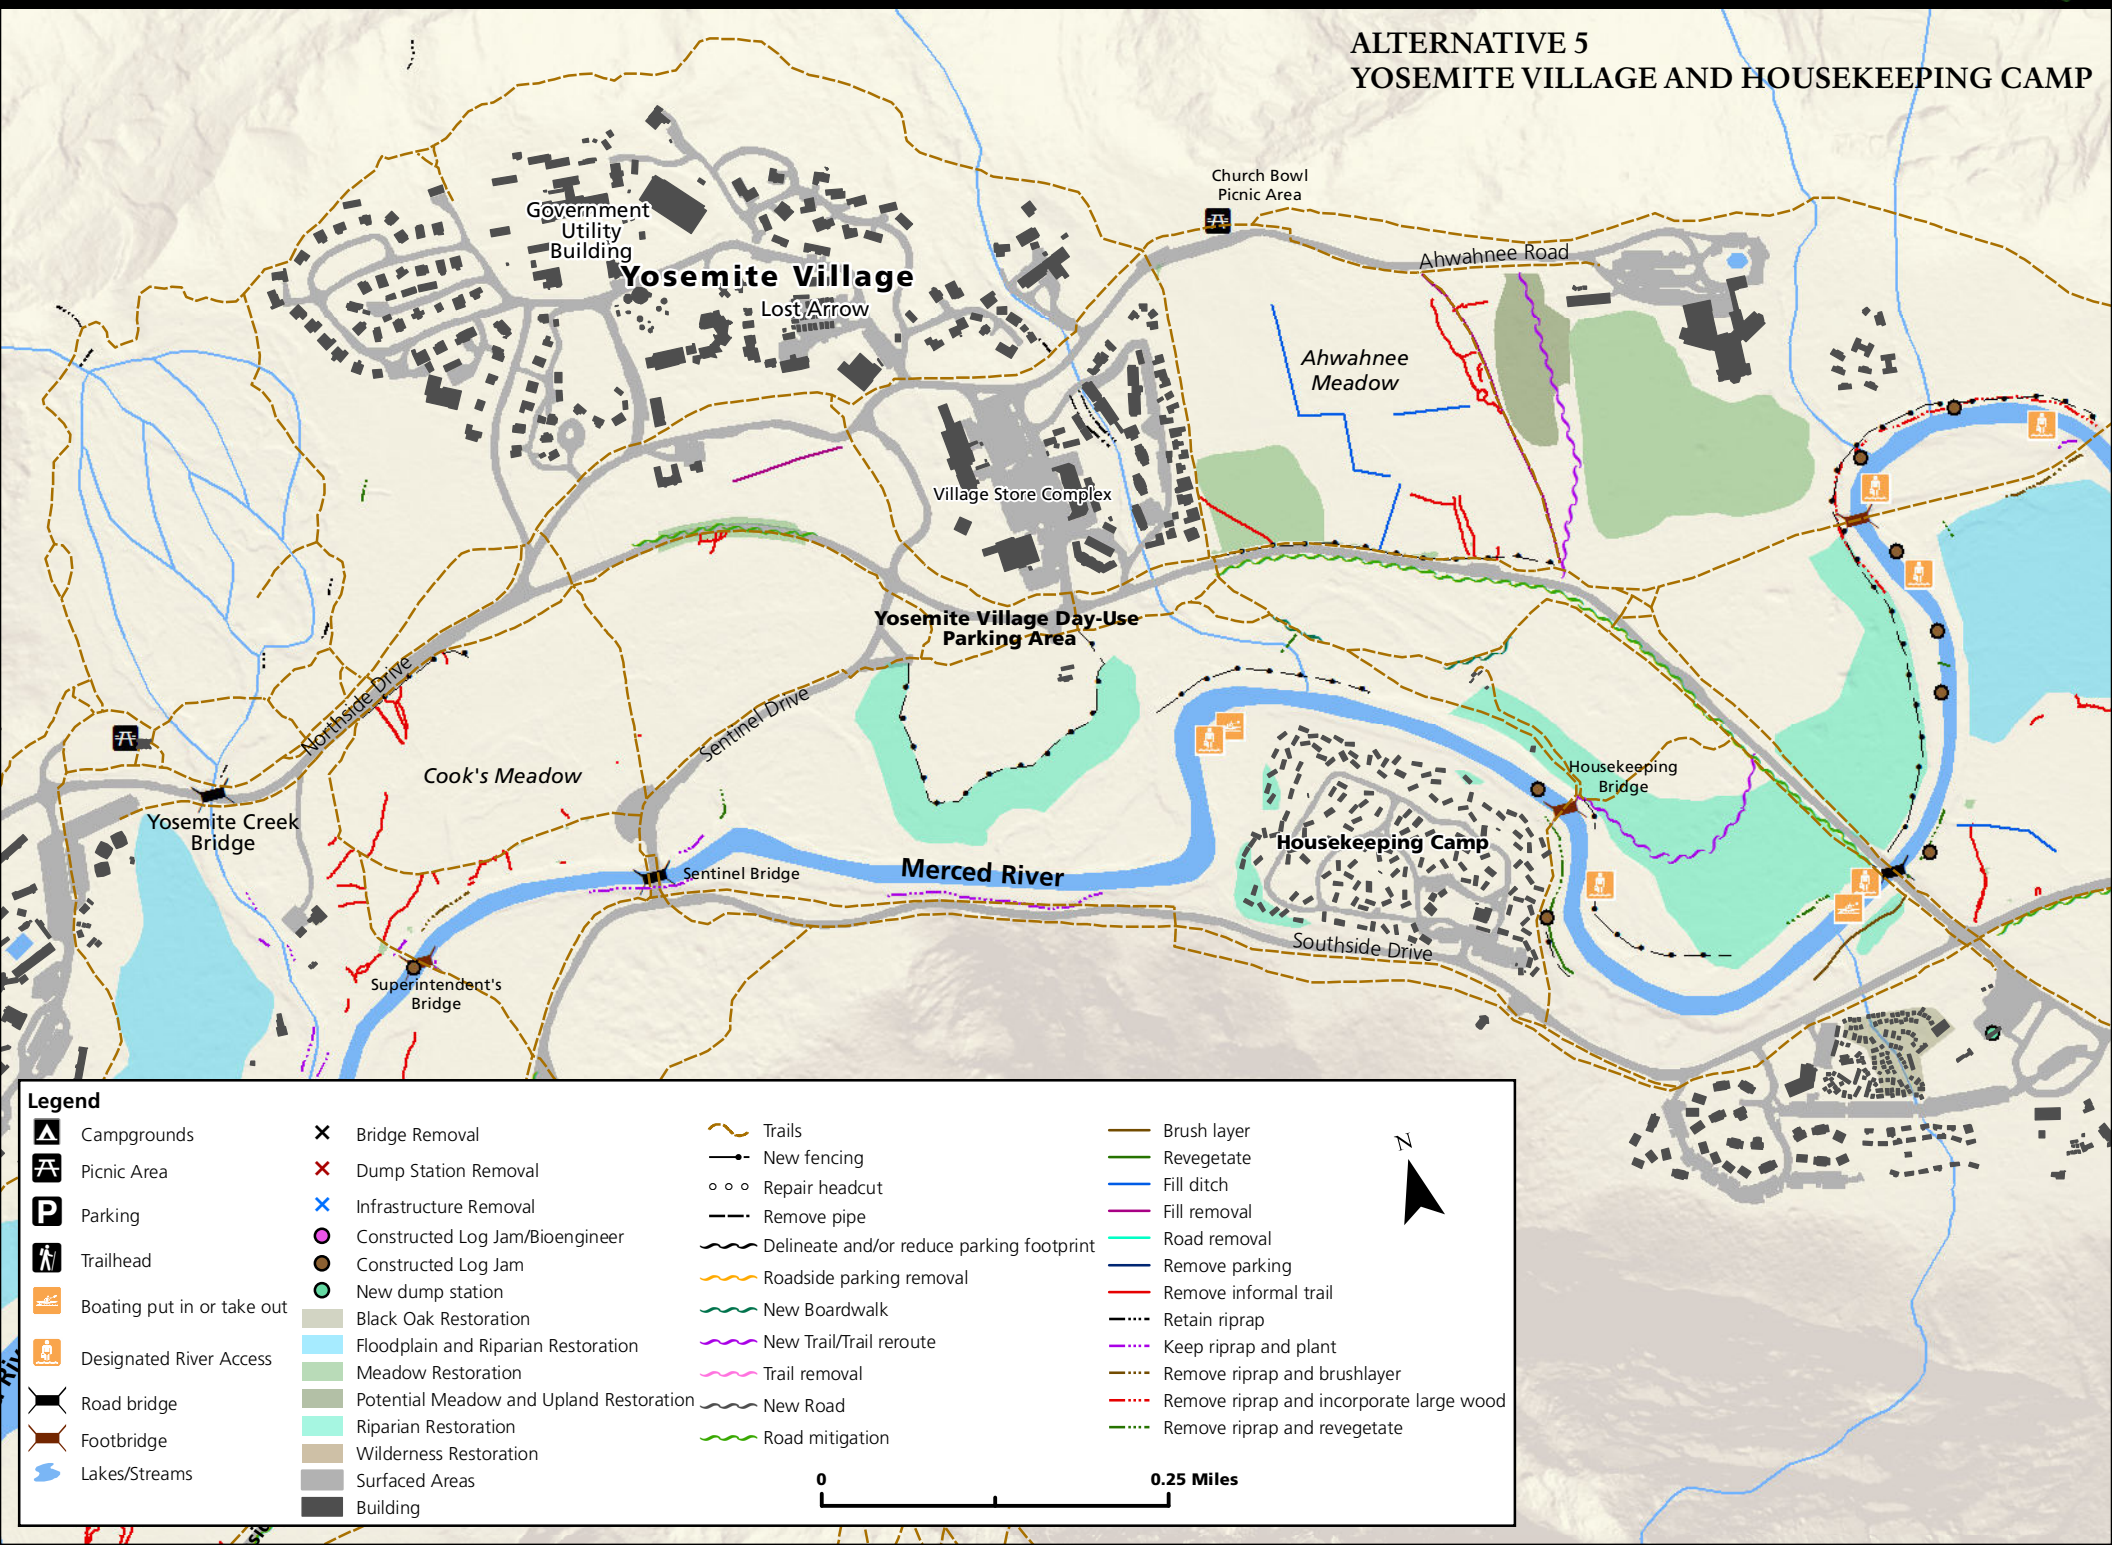 ALTERNATIVE 5
YOSEMITE VILLAGE AND HOUSEKEEPING CAMP
Church Bowl
Picnic Area
Government
Utility
Building
Yosemite Village
Lost Arrow
Ahwahnee Road
Ahwahnee
Meadow
Village Store Complex
Yosemite Village Day-Use
Parking Area
Northside Drive
Sentinel Drive
Cook's Meadow
Housekeeping
Bridge
Yosemite Creek
Bridge
Housekeeping Camp
Sentinel Bridge
Merced River
Southside Drive
Superintendent's
Bridge
Legend
Campgrounds
Picnic Area
P
Parking
Trailhead
Boating put in or take out
Designated River Access
Road bridge
Footbridge
Lakes/Streams
Bridge Removal
Dump Station Removal
Infrastructure Removal
Constructed Log Jam/Bioengineer
Constructed Log Jam
New dump station
Black Oak Restoration
Floodplain and Riparian Restoration
Meadow Restoration
Potential Meadow and Upland Restoration
Riparian Restoration
Wilderness Restoration
Surfaced Areas
Building
Trails
New fencing
Repair headcut
Remove pipe
Delineate and/or reduce parking footprint
Roadside parking removal
New Boardwalk
New Trail/Trail reroute
Trail removal
New Road
Road mitigation
Brush layer
Revegetate
Fill ditch
Fill removal
Road removal
Remove parking
Remove informal trail
Retain riprap
Keep riprap and plant
Remove riprap and brushlayer
Remove riprap and incorporate large wood
Remove riprap and revegetate
N
0 0.25 Miles